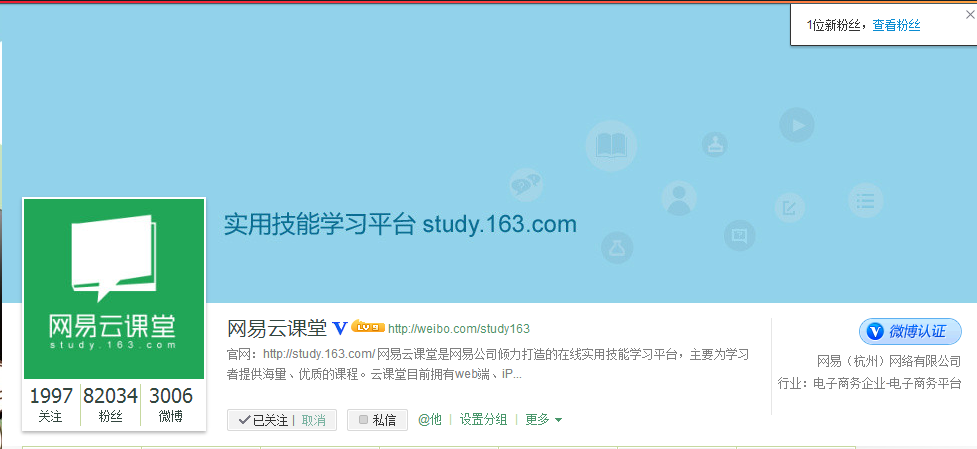 1位新粉丝，查看粉丝
实用技能学习平台 study.163.com
网易云课堂
study.163.com
网易云课堂 V LV 9 http://weibo.com/study163
官网：http://study.163.com/ 网易云课堂是网易公司倾力打造的在线实用技能学习平台，主要为学习
者提供海量、优质的课程。云课堂目前拥有web端、iP...
V 微博认证
网易（杭州）网络有限公司
行业：电子商务企业-电子商务平台
1997 82034 3006
关注 粉丝 微博
已关注 | 取消 私信 @他 | 设置分组 | 更多